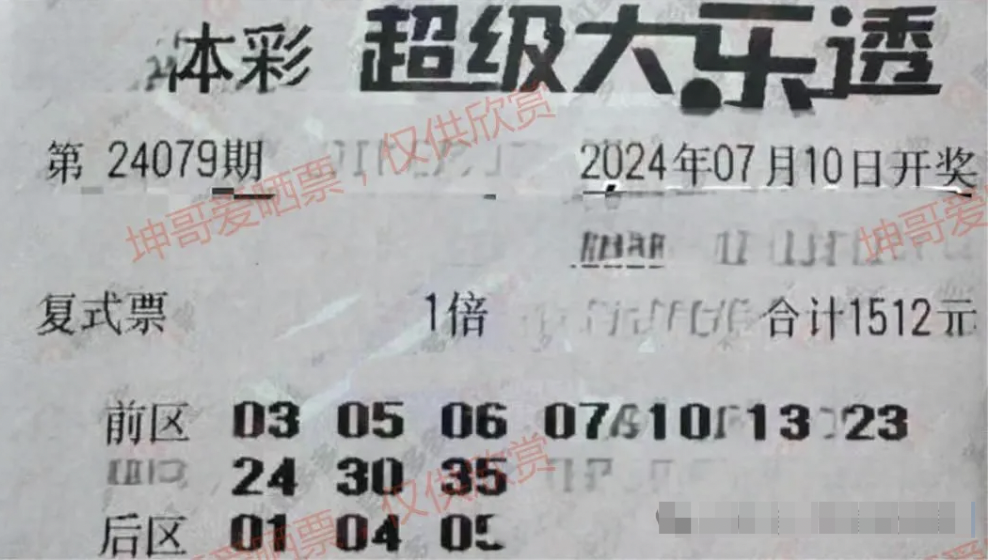 体彩 超级大乐透
第 24079期 2024年07月10日开奖
复式票 1倍 合计1512元
前区 03 05 06 07 10 13 23
24 30 35
后区 01 04 05
坤哥爱晒票，仅供欣赏
坤哥爱晒票，仅供欣赏
坤哥爱